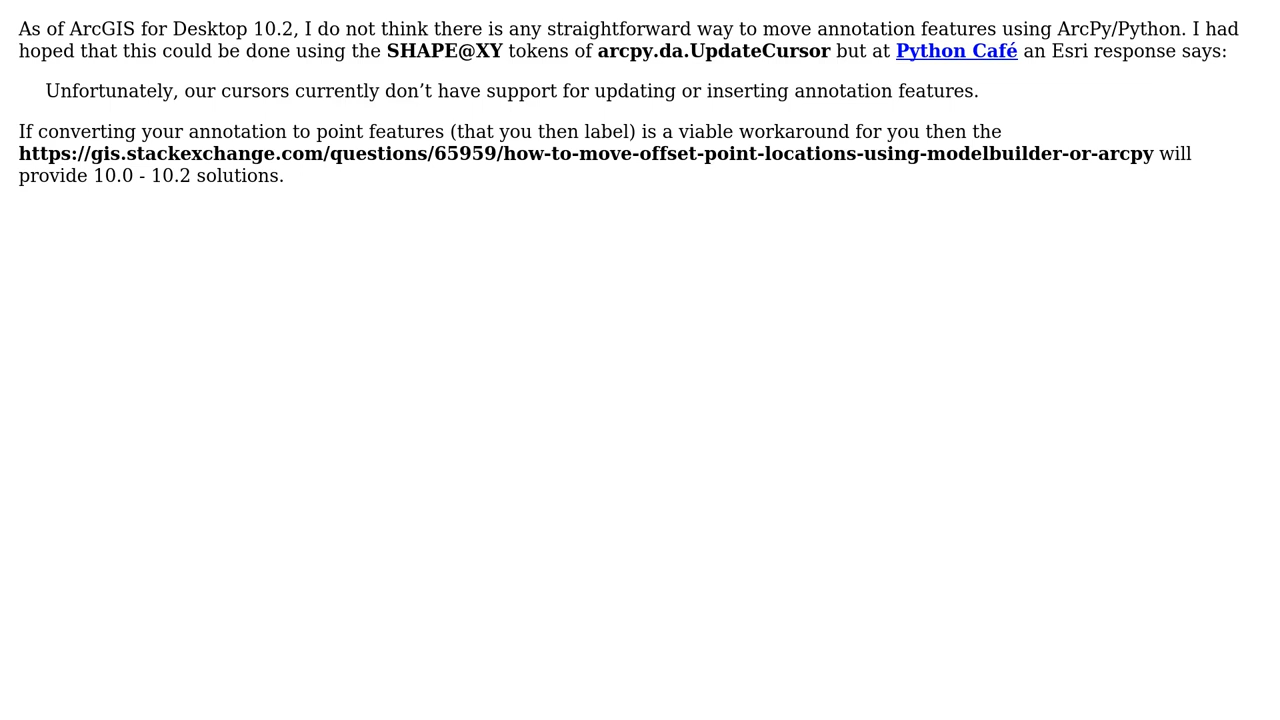 As of ArcGIS for Desktop 10.2, I do not think there is any straightforward way to move annotation features using ArcPy/Python. I had
hoped that this could be done using the SHAPE@XY tokens of arcpy.da.UpdateCursor but at Python Café an Esri response says:
Unfortunately, our cursors currently don’t have support for updating or inserting annotation features.
If converting your annotation to point features (that you then label) is a viable workaround for you then the
https://gis.stackexchange.com/questions/65959/how-to-move-offset-point-locations-using-modelbuilder-or-arcpy will
provide 10.0 - 10.2 solutions.